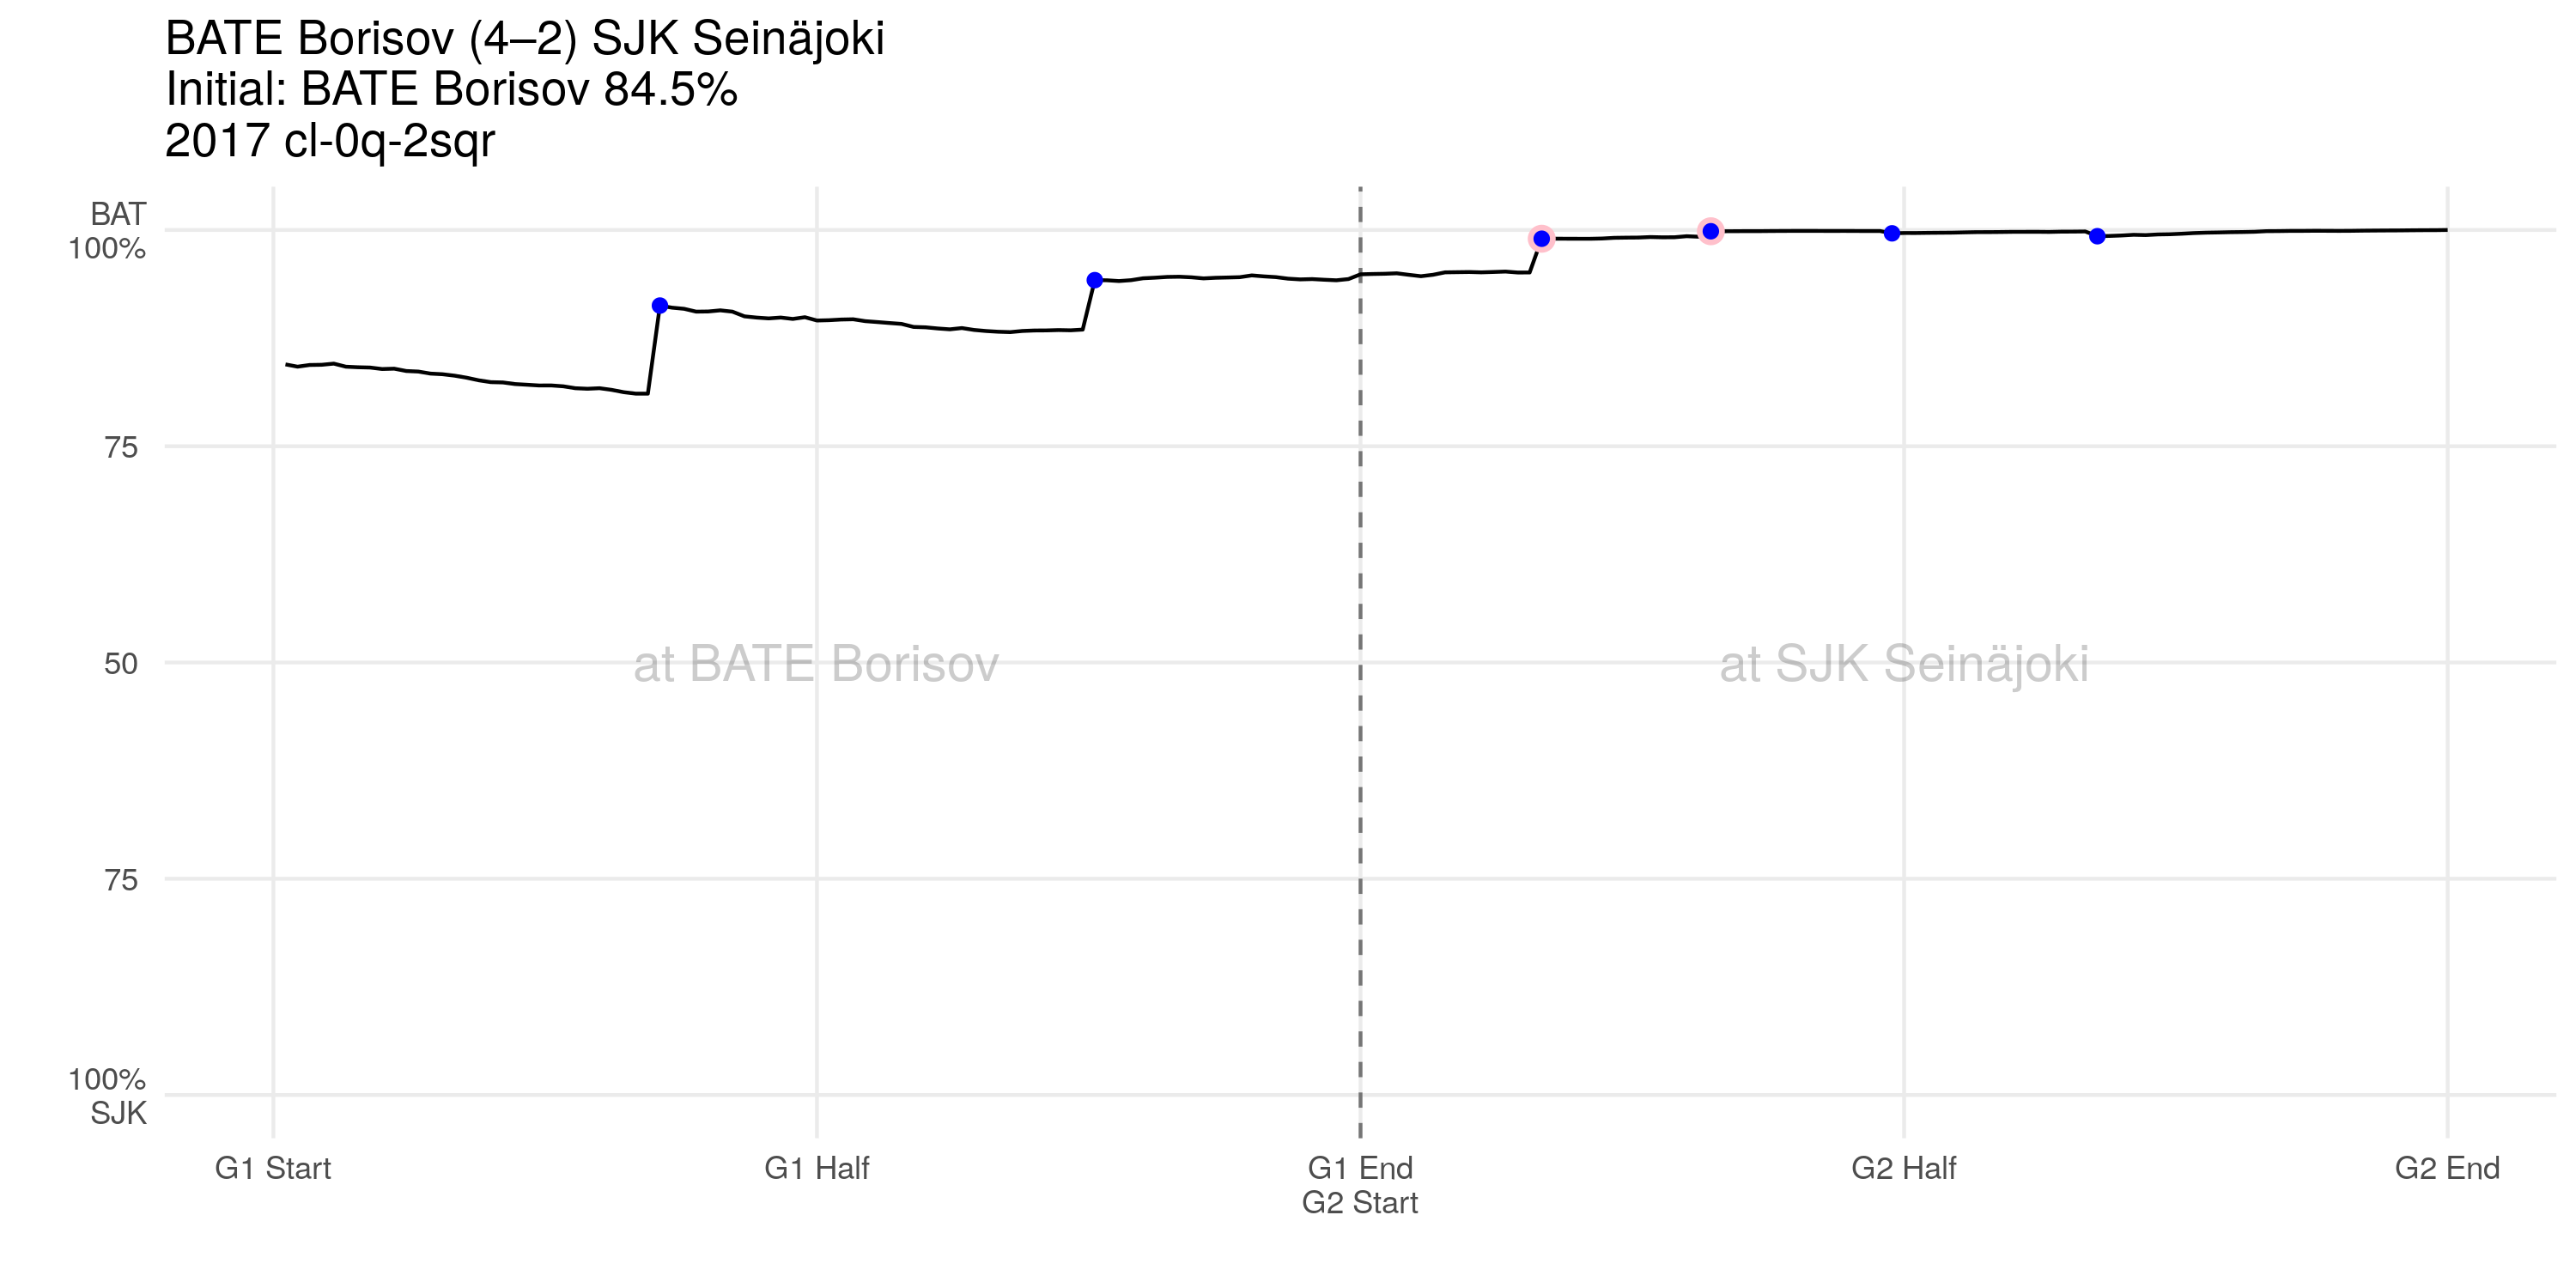 BATE Borisov (4–2) SJK Seinäjoki
Initial: BATE Borisov 84.5%
2017 cl-0q-2sqr
BAT
100%
75
50
75
100%
SJK
at BATE Borisov
at SJK Seinäjoki
G1 Start
G1 Half
G1 End
G2 Start
G2 Half
G2 End